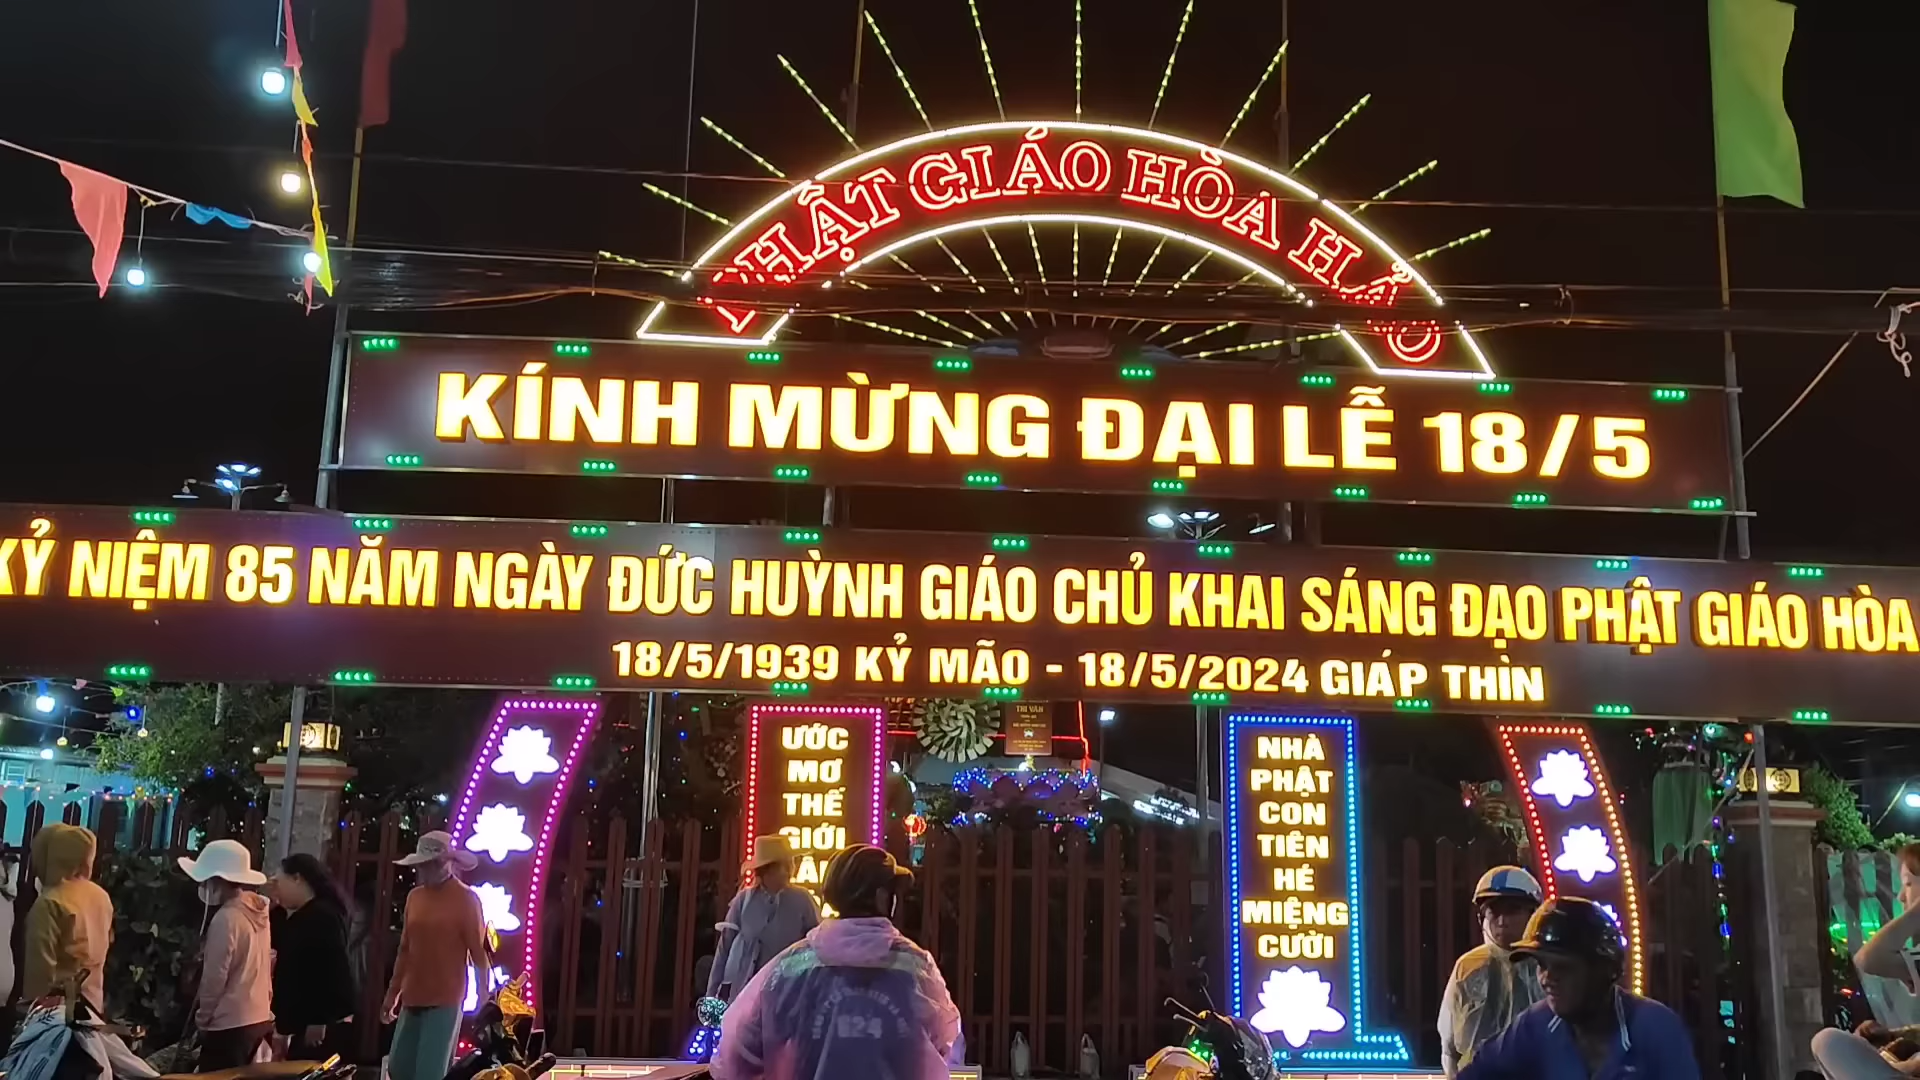 PHẬT GIÁO HÒA HẢO
KÍNH MỪNG ĐẠI LỄ 18/5
KỶ NIỆM 85 NĂM NGÀY ĐỨC HUỲNH GIÁO CHỦ KHAI SÁNG ĐẠO PHẬT GIÁO HÒA
18/5/1939 KỶ MÃO - 18/5/2024 GIÁP THÌN
ƯỚC
MƠ
THẾ
GIỚI
NHÀ
PHẬT
CON
TIÊN
HÉ
MIỆNG
CƯỜI